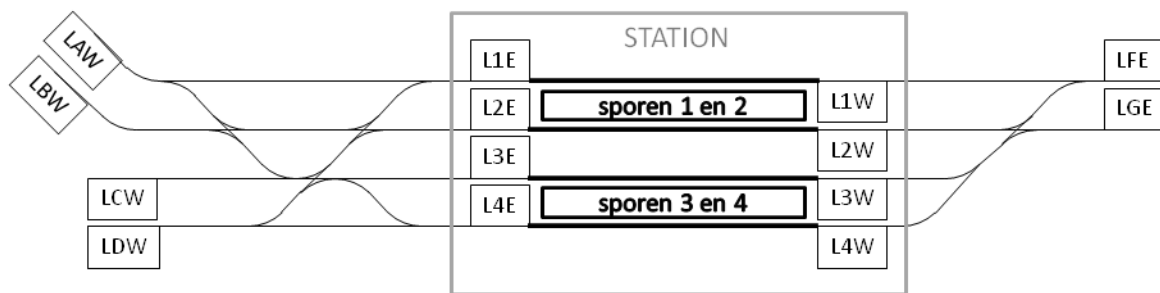 STATION
LAW
LBW
LCW
LDW
L1E
L2E
L3E
L4E
sporen 1 en 2
sporen 3 en 4
L1W
L2W
L3W
L4W
LFE
LGE